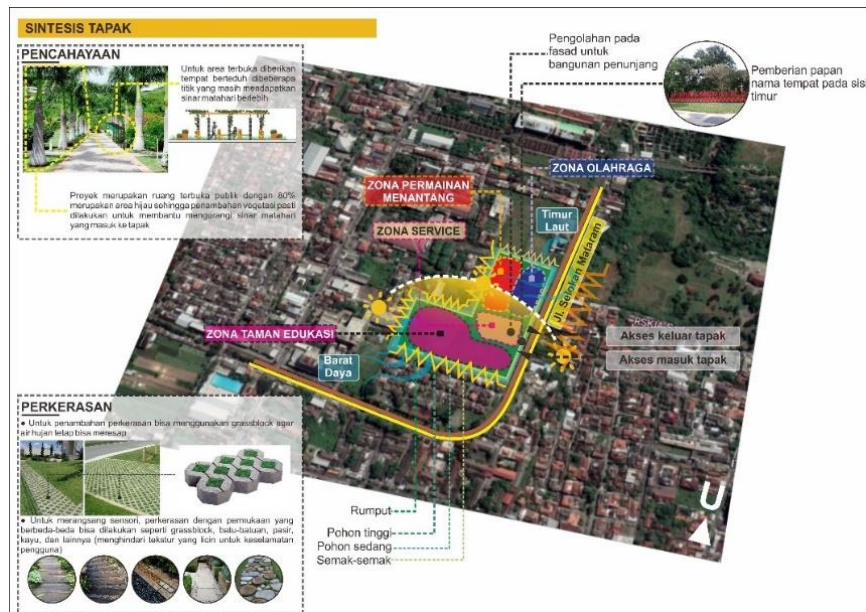 SINTESIS TAPAK
PENCAHAYAAN
Untuk area terbuka diberikan
tempat berteduh dibeberapa
titik yang masih mendapatkan
sinar matahari berlebih
Proyek merupakan ruang terbuka publik dengan 80%
merupakan area hijau sehingga penambahan vegetasi pasti
dilakukan untuk membantu mengurangi sinar matahari
yang masuk ke tapak
Pengolahan pada
fasad untuk
bangunan penunjang
Pemberian papan
nama tempat pada sisi
timur
ZONA OLAHRAGA
ZONA PERMAINAN
MENANTANG
Timur
Laut
ZONA SERVICE
Jl. Selokan Mataram
ZONA TAMAN EDUKASI
Akses keluar tapak
Akses masuk tapak
Barat
Daya
PERKERASAN
● Untuk penambahan perkerasan bisa menggunakan grassblock agar
air hujan tetap bisa meresap
● Untuk merangsang sensori, perkerasan dengan permukaan yang
berbeda-beda bisa dilakukan seperti grassblock, batu-batuan, pasir,
kayu, dan lainnya (menghindari tekstur yang licin untuk keselamatan
pengguna)
Rumput
Pohon tinggi
Pohon sedang
Semak-semak
U